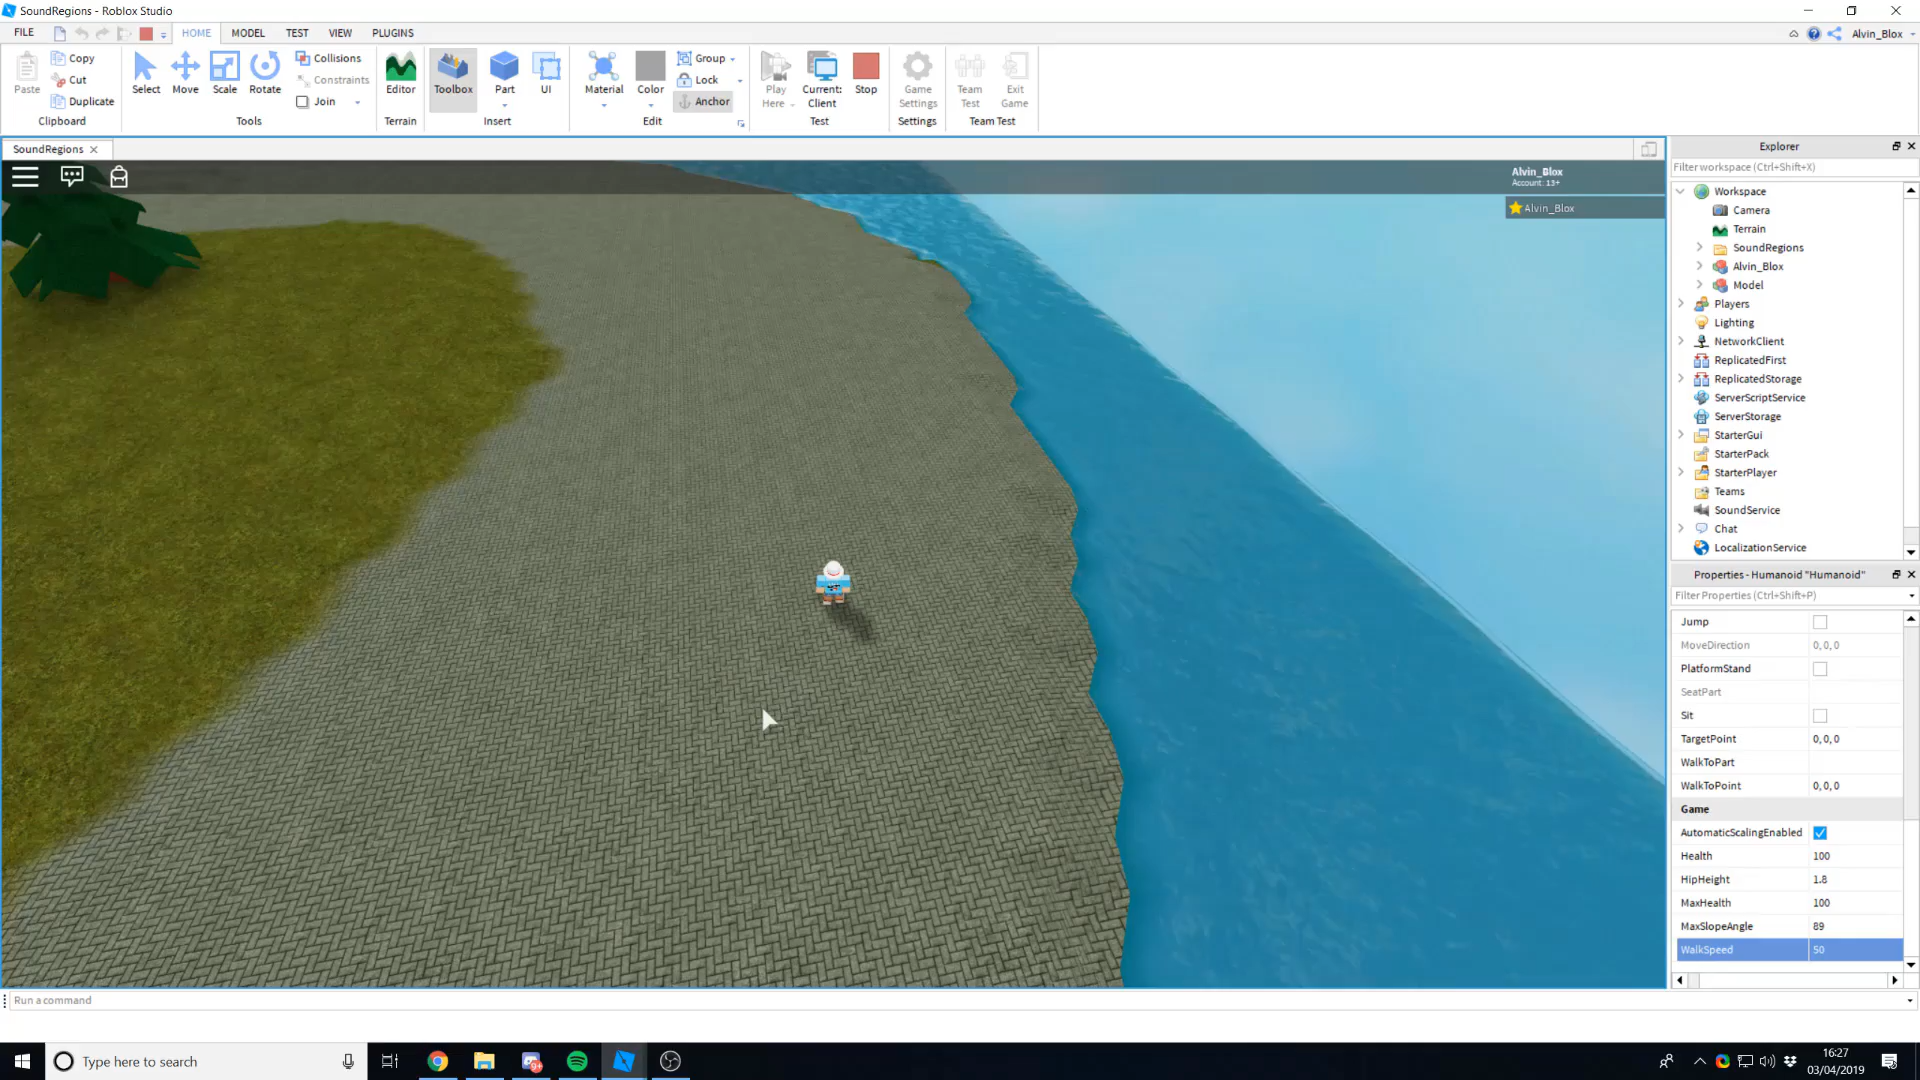 SoundRegions - Roblox Studio
FILE HOME MODEL TEST VIEW PLUGINS Alvin_Blox
Paste Copy Cut Duplicate Clipboard
Select Move Scale Rotate Collisions Constraints Join Tools
Editor Terrain
Toolbox Part UI Insert
Material Color Group Lock Anchor Edit
Play Here Current: Client Stop Test
Game Settings Settings
Team Test Exit Game Team Test
SoundRegions
Alvin_Blox
Account: 13+
Alvin_Blox
Explorer
Filter workspace (Ctrl+Shift+X)
Workspace
Camera
Terrain
SoundRegions
Alvin_Blox
Model
Players
Lighting
NetworkClient
ReplicatedFirst
ReplicatedStorage
ServerScriptService
ServerStorage
StarterGui
StarterPack
StarterPlayer
Teams
SoundService
Chat
LocalizationService
Properties - Humanoid "Humanoid"
Filter Properties (Ctrl+Shift+P)
Jump
MoveDirection 0, 0, 0
PlatformStand
SeatPart
Sit
TargetPoint 0, 0, 0
WalkToPart
WalkToPoint 0, 0, 0
Game
AutomaticScalingEnabled
Health 100
HipHeight 1.8
MaxHealth 100
MaxSlopeAngle 89
WalkSpeed 50
Run a command
Type here to search
16:27
03/04/2019